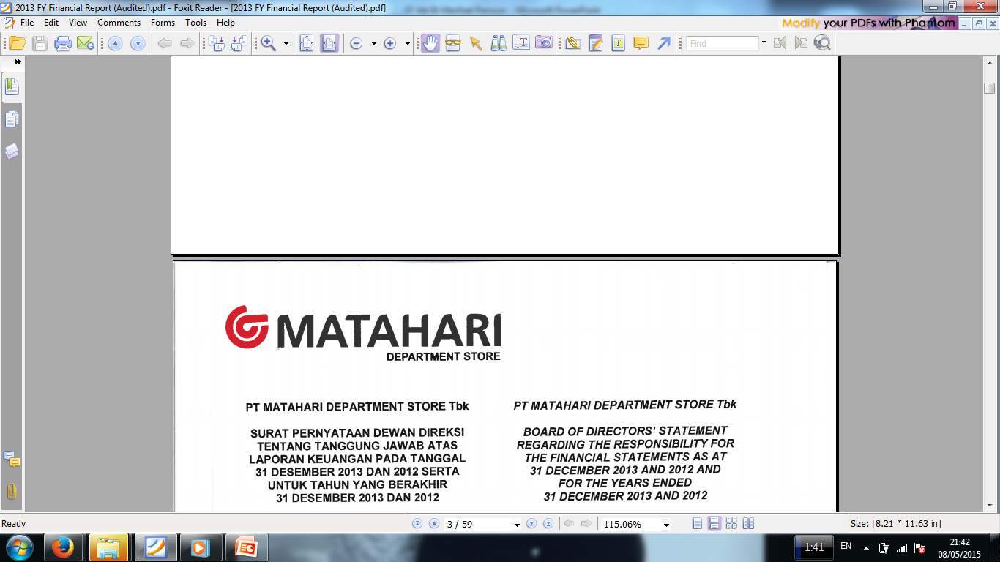 2013 FY Financial Report (Audited).pdf - Foxit Reader - [2013 FY Financial Report (Audited).pdf]
File Edit View Comments Forms Tools Help
Modify your PDFs with Phantom
Find
MATAHARI
DEPARTMENT STORE
PT MATAHARI DEPARTMENT STORE Tbk
SURAT PERNYATAAN DEWAN DIREKSI
TENTANG TANGGUNG JAWAB ATAS
LAPORAN KEUANGAN PADA TANGGAL
31 DESEMBER 2013 DAN 2012 SERTA
UNTUK TAHUN YANG BERAKHIR
31 DESEMBER 2013 DAN 2012
PT MATAHARI DEPARTMENT STORE Tbk
BOARD OF DIRECTORS' STATEMENT
REGARDING THE RESPONSIBILITY FOR
THE FINANCIAL STATEMENTS AS AT
31 DECEMBER 2013 AND 2012 AND
FOR THE YEARS ENDED
31 DECEMBER 2013 AND 2012
Ready
3 / 59
115.06%
Size: [8.21 * 11.63 in]
1:41
EN
21:42
08/05/2015